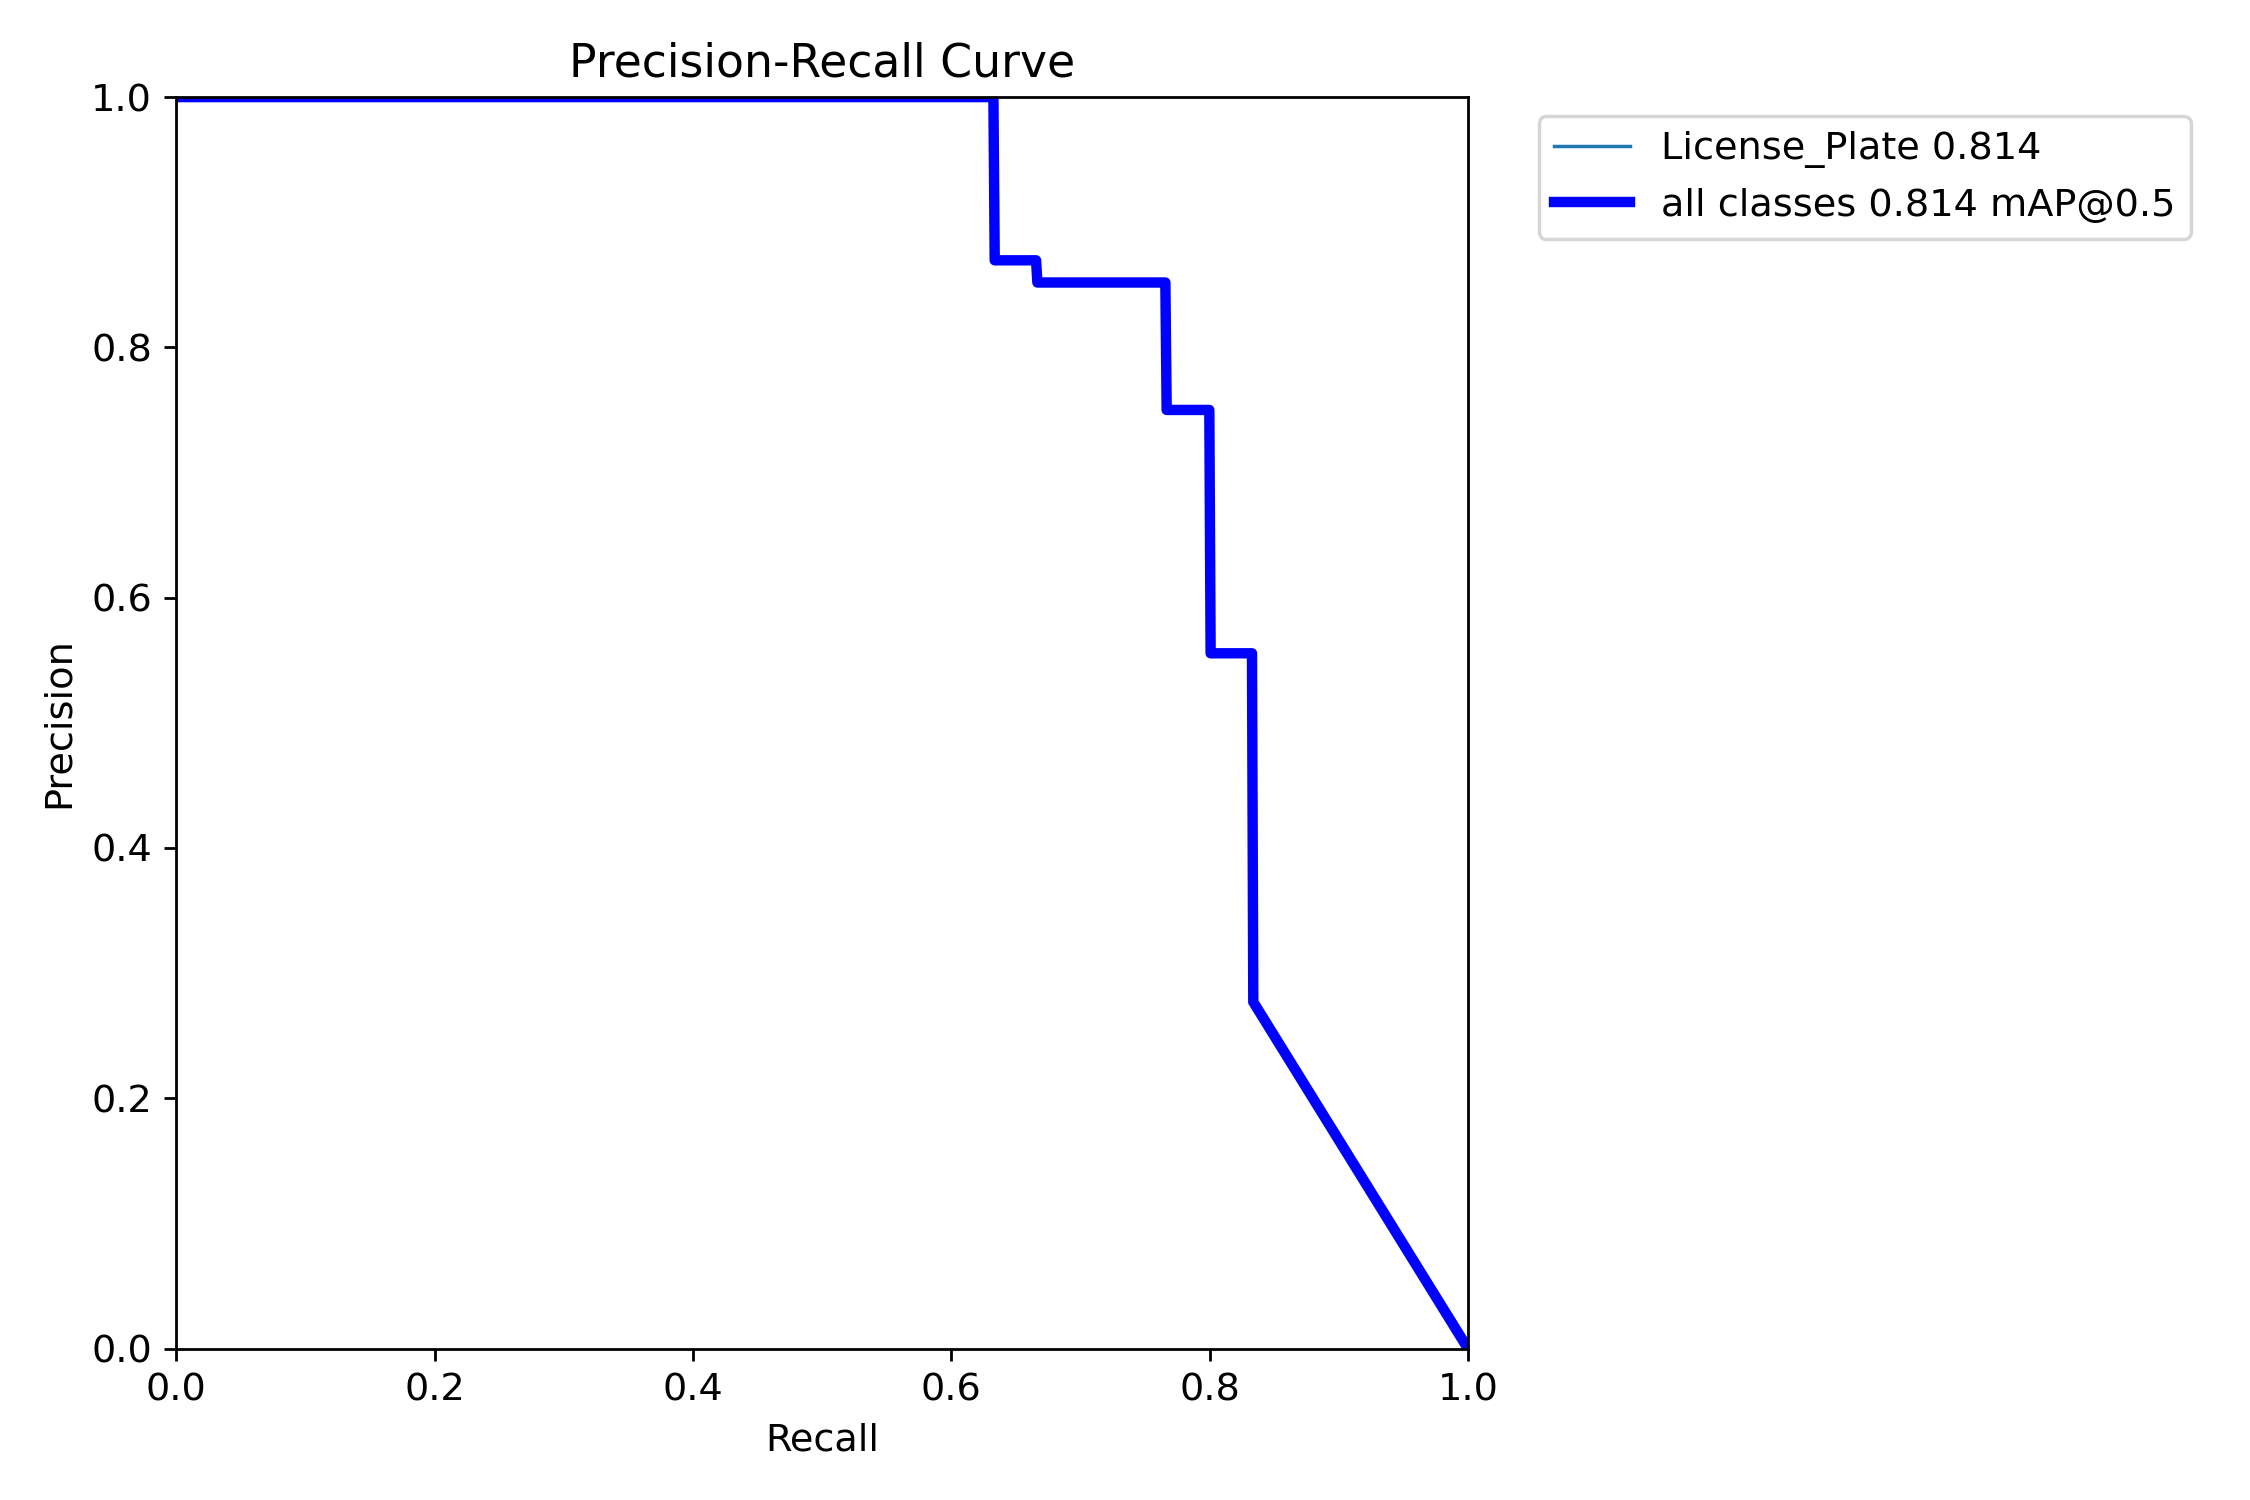 Precision-Recall Curve
1.0
0.8
0.6
0.4
0.2
0.0
Precision
0.0 0.2 0.4 0.6 0.8 1.0
Recall
License_Plate 0.814
all classes 0.814 mAP@0.5